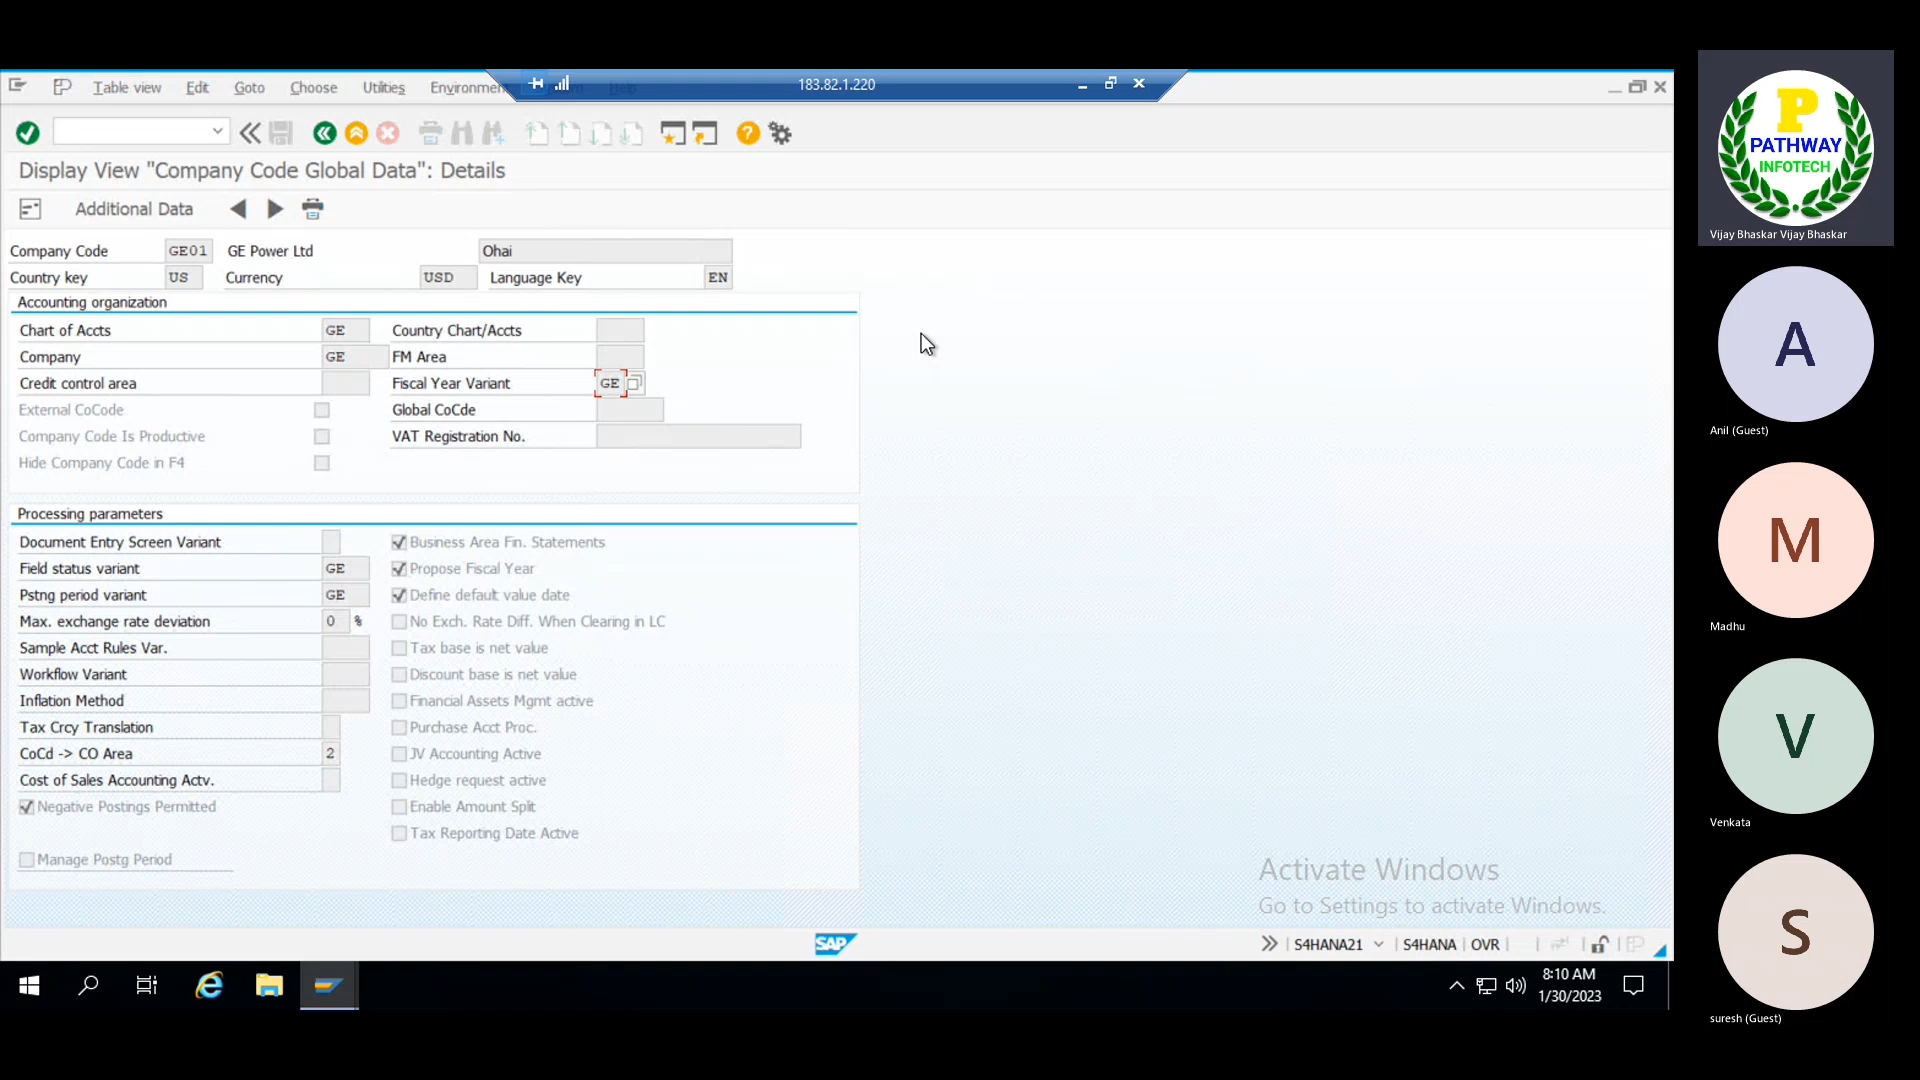 Table view Edit Goto Choose Utilities Environmen Help
183.82.1.220
Display View "Company Code Global Data": Details
Additional Data
Company Code GE01 GE Power Ltd Ohai
Country key US Currency USD Language Key EN
Accounting organization
Chart of Accts GE Country Chart/Accts
Company GE FM Area
Credit control area Fiscal Year Variant GE
External CoCode Global CoCde
Company Code Is Productive VAT Registration No.
Hide Company Code in F4
Processing parameters
Document Entry Screen Variant Business Area Fin. Statements
Field status variant GE Propose Fiscal Year
Pstng period variant GE Define default value date
Max. exchange rate deviation 0 % No Exch. Rate Diff. When Clearing in LC
Sample Acct Rules Var. Tax base is net value
Workflow Variant Discount base is net value
Inflation Method Financial Assets Mgmt active
Tax Crcy Translation Purchase Acct Proc.
CoCd -> CO Area 2 JV Accounting Active
Cost of Sales Accounting Actv. Hedge request active
Negative Postings Permitted Enable Amount Split
Tax Reporting Date Active
Manage Postg Period
Activate Windows
Go to Settings to activate Windows.
SAP S4HANA21 S4HANA OVR
8:10 AM
1/30/2023
P
PATHWAY
INFOTECH
Vijay Bhaskar Vijay Bhaskar
A
Anil (Guest)
M
Madhu
V
Venkata
S
suresh (Guest)